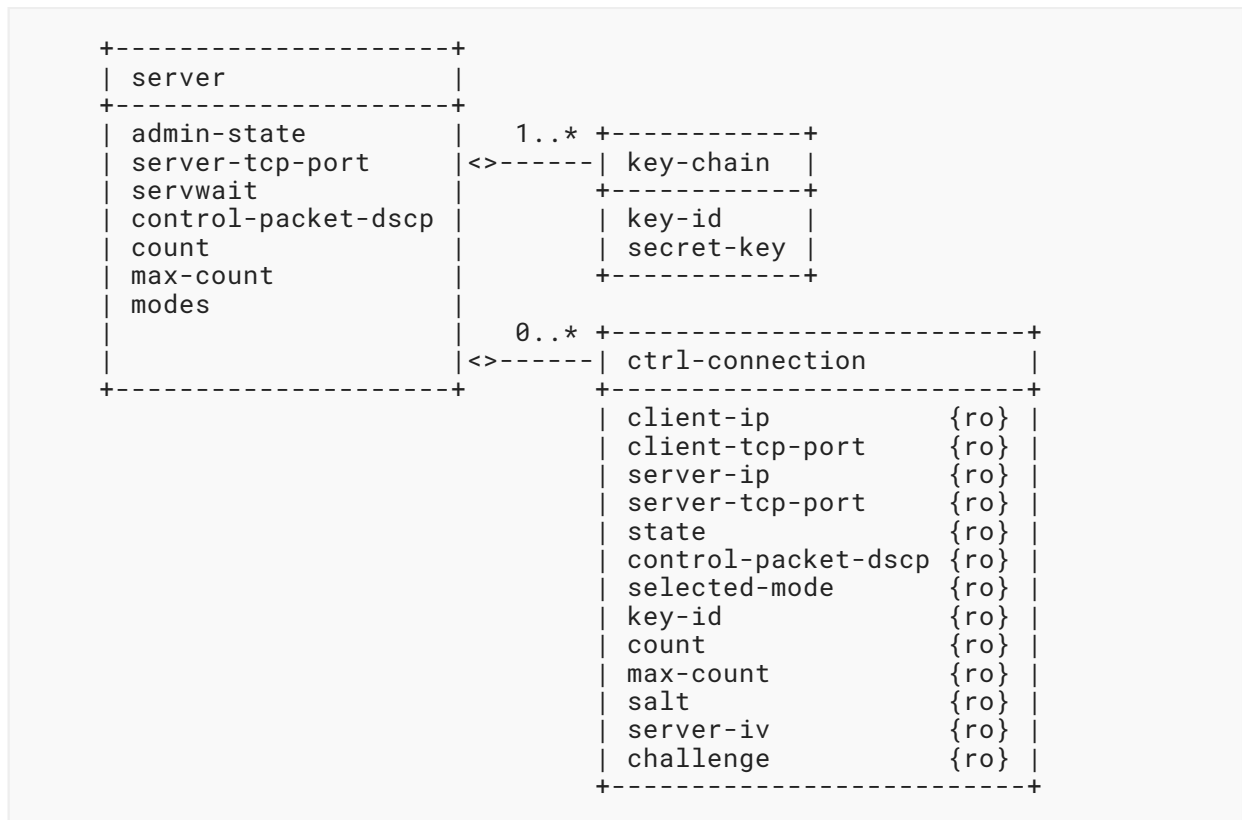 +---------------------+
| server              |
+---------------------+
| admin-state         |   1..* +------------+
| server-tcp-port     |<>------| key-chain  |
| servwait            |        +------------+
| control-packet-dscp |        | key-id     |
| count               |        | secret-key |
| max-count           |        +------------+
| modes               |
|                     |   0..* +--------------------------+
|                     |<>------| ctrl-connection          |
+---------------------+        +--------------------------+
                               | client-ip           {ro} |
                               | client-tcp-port     {ro} |
                               | server-ip           {ro} |
                               | server-tcp-port     {ro} |
                               | state               {ro} |
                               | control-packet-dscp {ro} |
                               | selected-mode       {ro} |
                               | key-id              {ro} |
                               | count               {ro} |
                               | max-count           {ro} |
                               | salt                {ro} |
                               | server-iv           {ro} |
                               | challenge           {ro} |
                               +--------------------------+